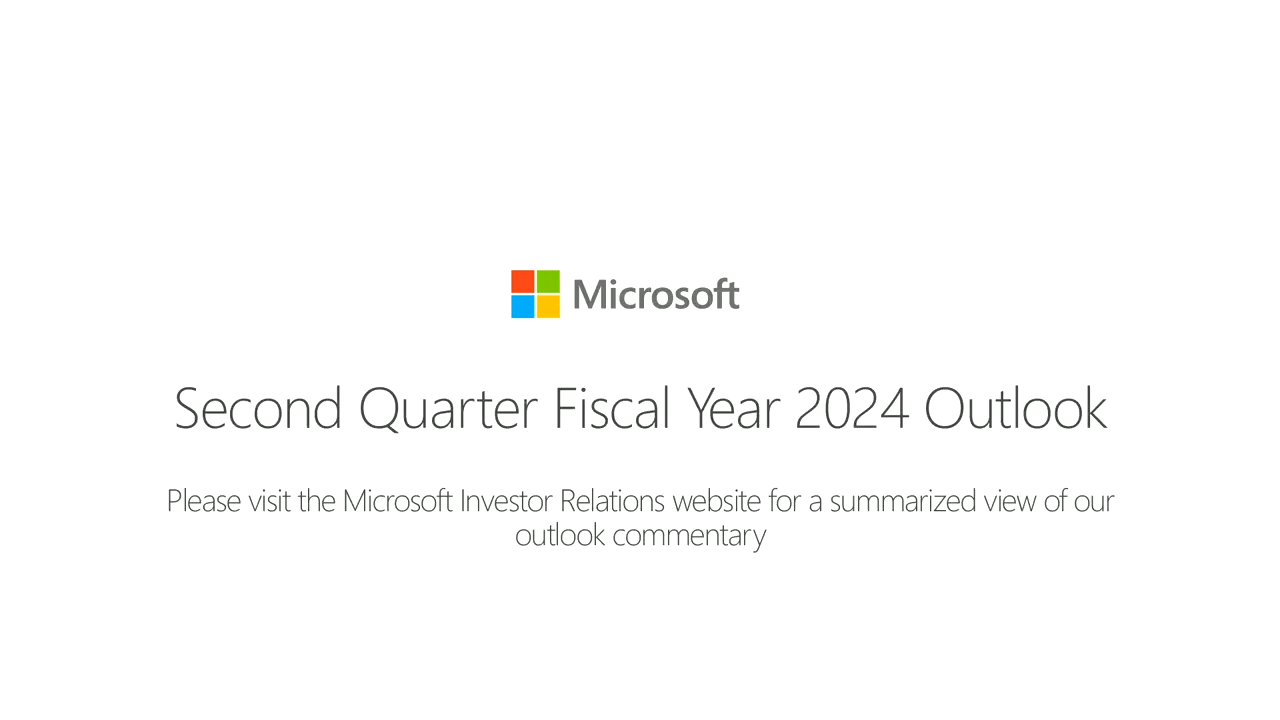 Microsoft
Second Quarter Fiscal Year 2024 Outlook
Please visit the Microsoft Investor Relations website for a summarized view of our
outlook commentary